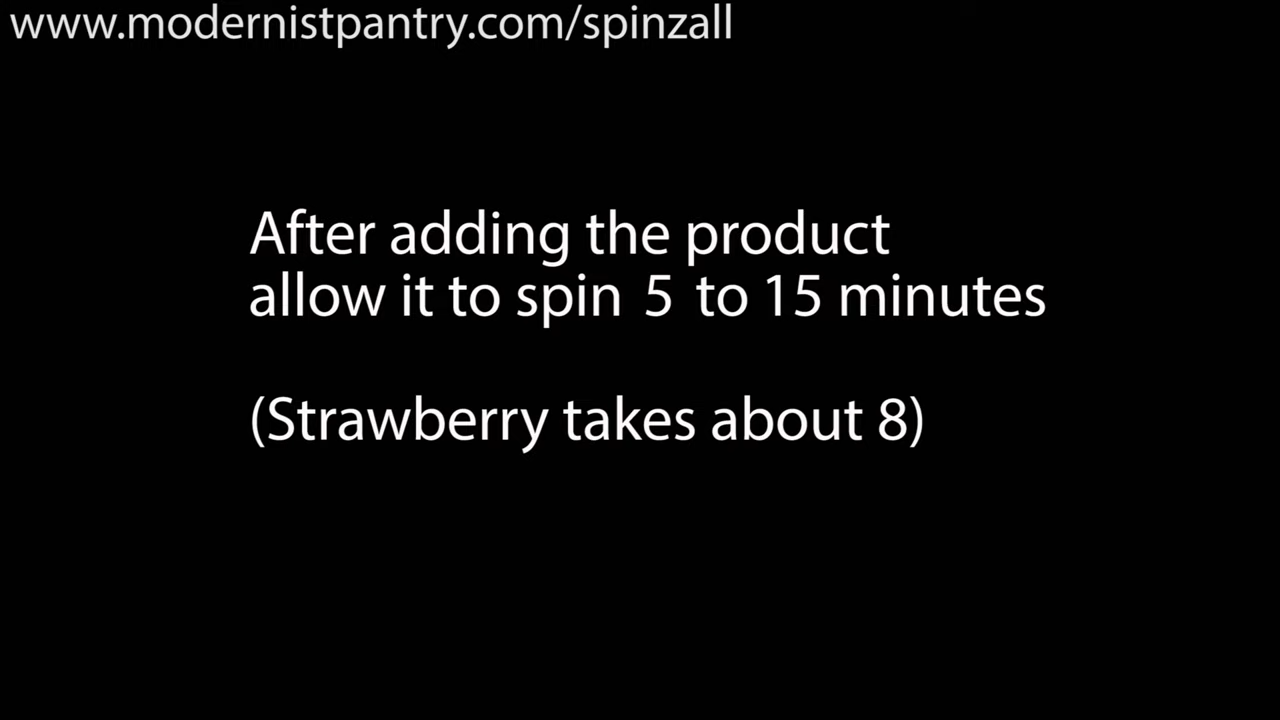 www.modernistpantry.com/spinzall
After adding the product
allow it to spin 5 to 15 minutes
(Strawberry takes about 8)